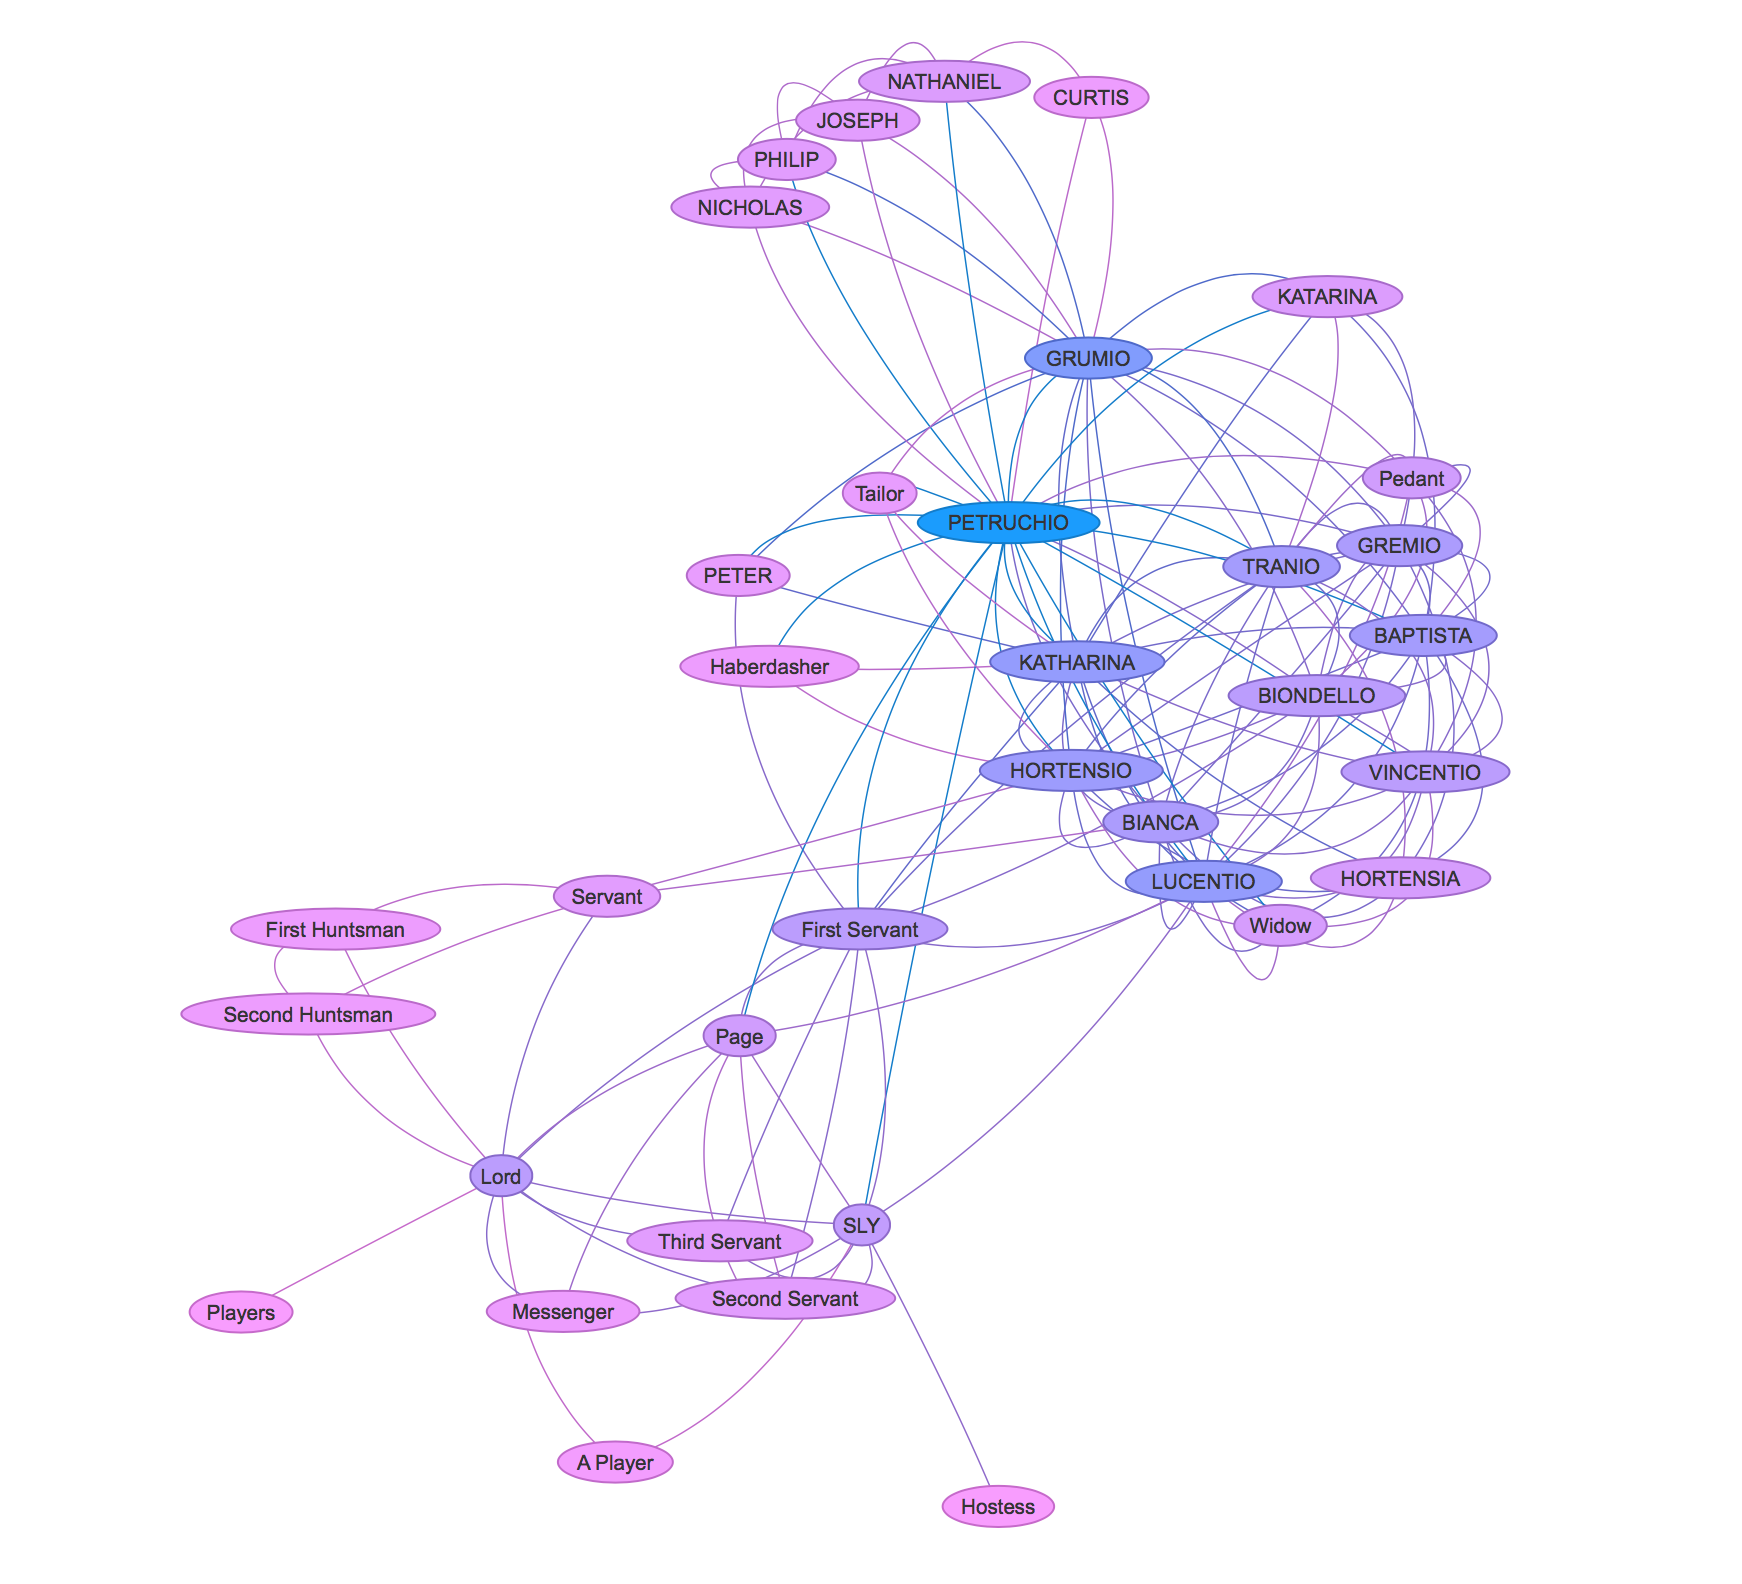 NATHANIEL
CURTIS
JOSEPH
PHILIP
NICHOLAS
KATARINA
GRUMIO
Pedant
Tailor
PETRUCHIO
GREMIO
TRANIO
PETER
BAPTISTA
KATHARINA
Haberdasher
BIONDELLO
HORTENSIO
VINCENTIO
BIANCA
HORTENSIA
LUCENTIO
Servant
Widow
First Huntsman
First Servant
Second Huntsman
Page
Lord
SLY
Third Servant
Second Servant
Players
Messenger
A Player
Hostess